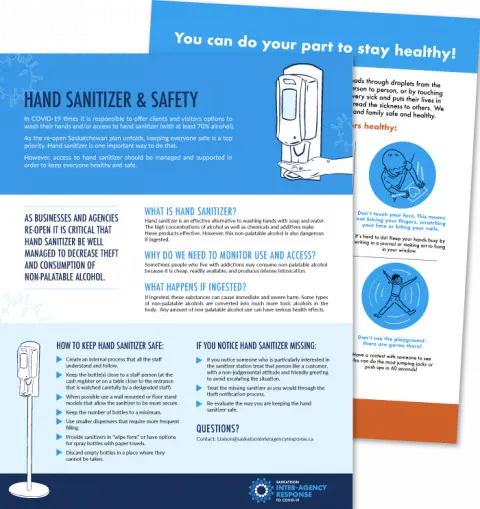 You can do your part to stay healthy!
HAND SANITIZER & SAFETY
In COVID-19 times it is responsible to offer clients and visitors options to
wash their hands and/or access to hand sanitizer (with at least 70% alcohol).
As the re-open Saskatchewan plan unfolds, keeping everyone safe is a top
priority. Hand sanitizer is one important way to do that.
However, access to hand sanitizer should be managed and supported in
order to keep everyone healthy and safe.
AS BUSINESSES AND AGENCIES
RE-OPEN IT IS CRITICAL THAT
HAND SANITIZER BE WELL
MANAGED TO DECREASE THEFT
AND CONSUMPTION OF
NON-PALATABLE ALCOHOL.
WHAT IS HAND SANITIZER?
Hand sanitizer is an effective alternative to washing hands with soap and water.
The high concentrations of alcohol as well as chemicals and additives make
these products effective. However, this non-palatable alcohol is also dangerous
if ingested.
WHY DO WE NEED TO MONITOR USE AND ACCESS?
Sometimes people who live with addictions may consume non-palatable alcohol
because it is cheap, readily available, and produces intense intoxication.
WHAT HAPPENS IF INGESTED?
If ingested, these substances can cause immediate and severe harm. Some types
of non-palatable alcohols are converted into much more toxic alcohols in the
body. Any amount of non-palatable alcohol use can have serious health effects.
HOW TO KEEP HAND SANITIZER SAFE:
Create an internal process that all the staff
understand and follow.
Keep the bottle(s) close to a staff person (at the
cash register or on a table close to the entrance
that is watched carefully by a designated staff).
When possible use a wall mounted or floor stand
models that allow the sanitizer to be more secure.
Keep the number of bottles to a minimum.
Use smaller dispensers that require more frequent
filling.
Provide sanitizers in "wipe form" or have options
for spray bottles with paper towels.
Discard empty bottles in a place where they
cannot be taken.
IF YOU NOTICE HAND SANITIZER MISSING:
If you notice someone who is particularly interested in
the sanitizer station treat that person like a customer,
with a non-judgemental attitude and friendly greeting
to avoid escalating the situation.
Treat the missing sanitizer as you would through the
theft notification process.
Re-evaluate the way you are keeping the hand
sanitizer safe.
QUESTIONS?
Contact: Liaison@saskatooninteragencyresponse.ca
SASKATOON
INTER-AGENCY
RESPONSE
TO COVID-19
ads through droplets from the
erson to person, or by touching
very sick and puts their lives in
read the sickness to others. We
and family safe and healthy.
ers healthy:
Don't touch your face. This means
not licking your fingers, scratching
your face or biting your nails.
It's hard to do! Keep your hands busy by
writing in a journal or making art to hang
in your window
Don't use the playground -
there are germs there!
Have a contest with someone to see
who can do the most jumping jacks or
push ups in 60 seconds!